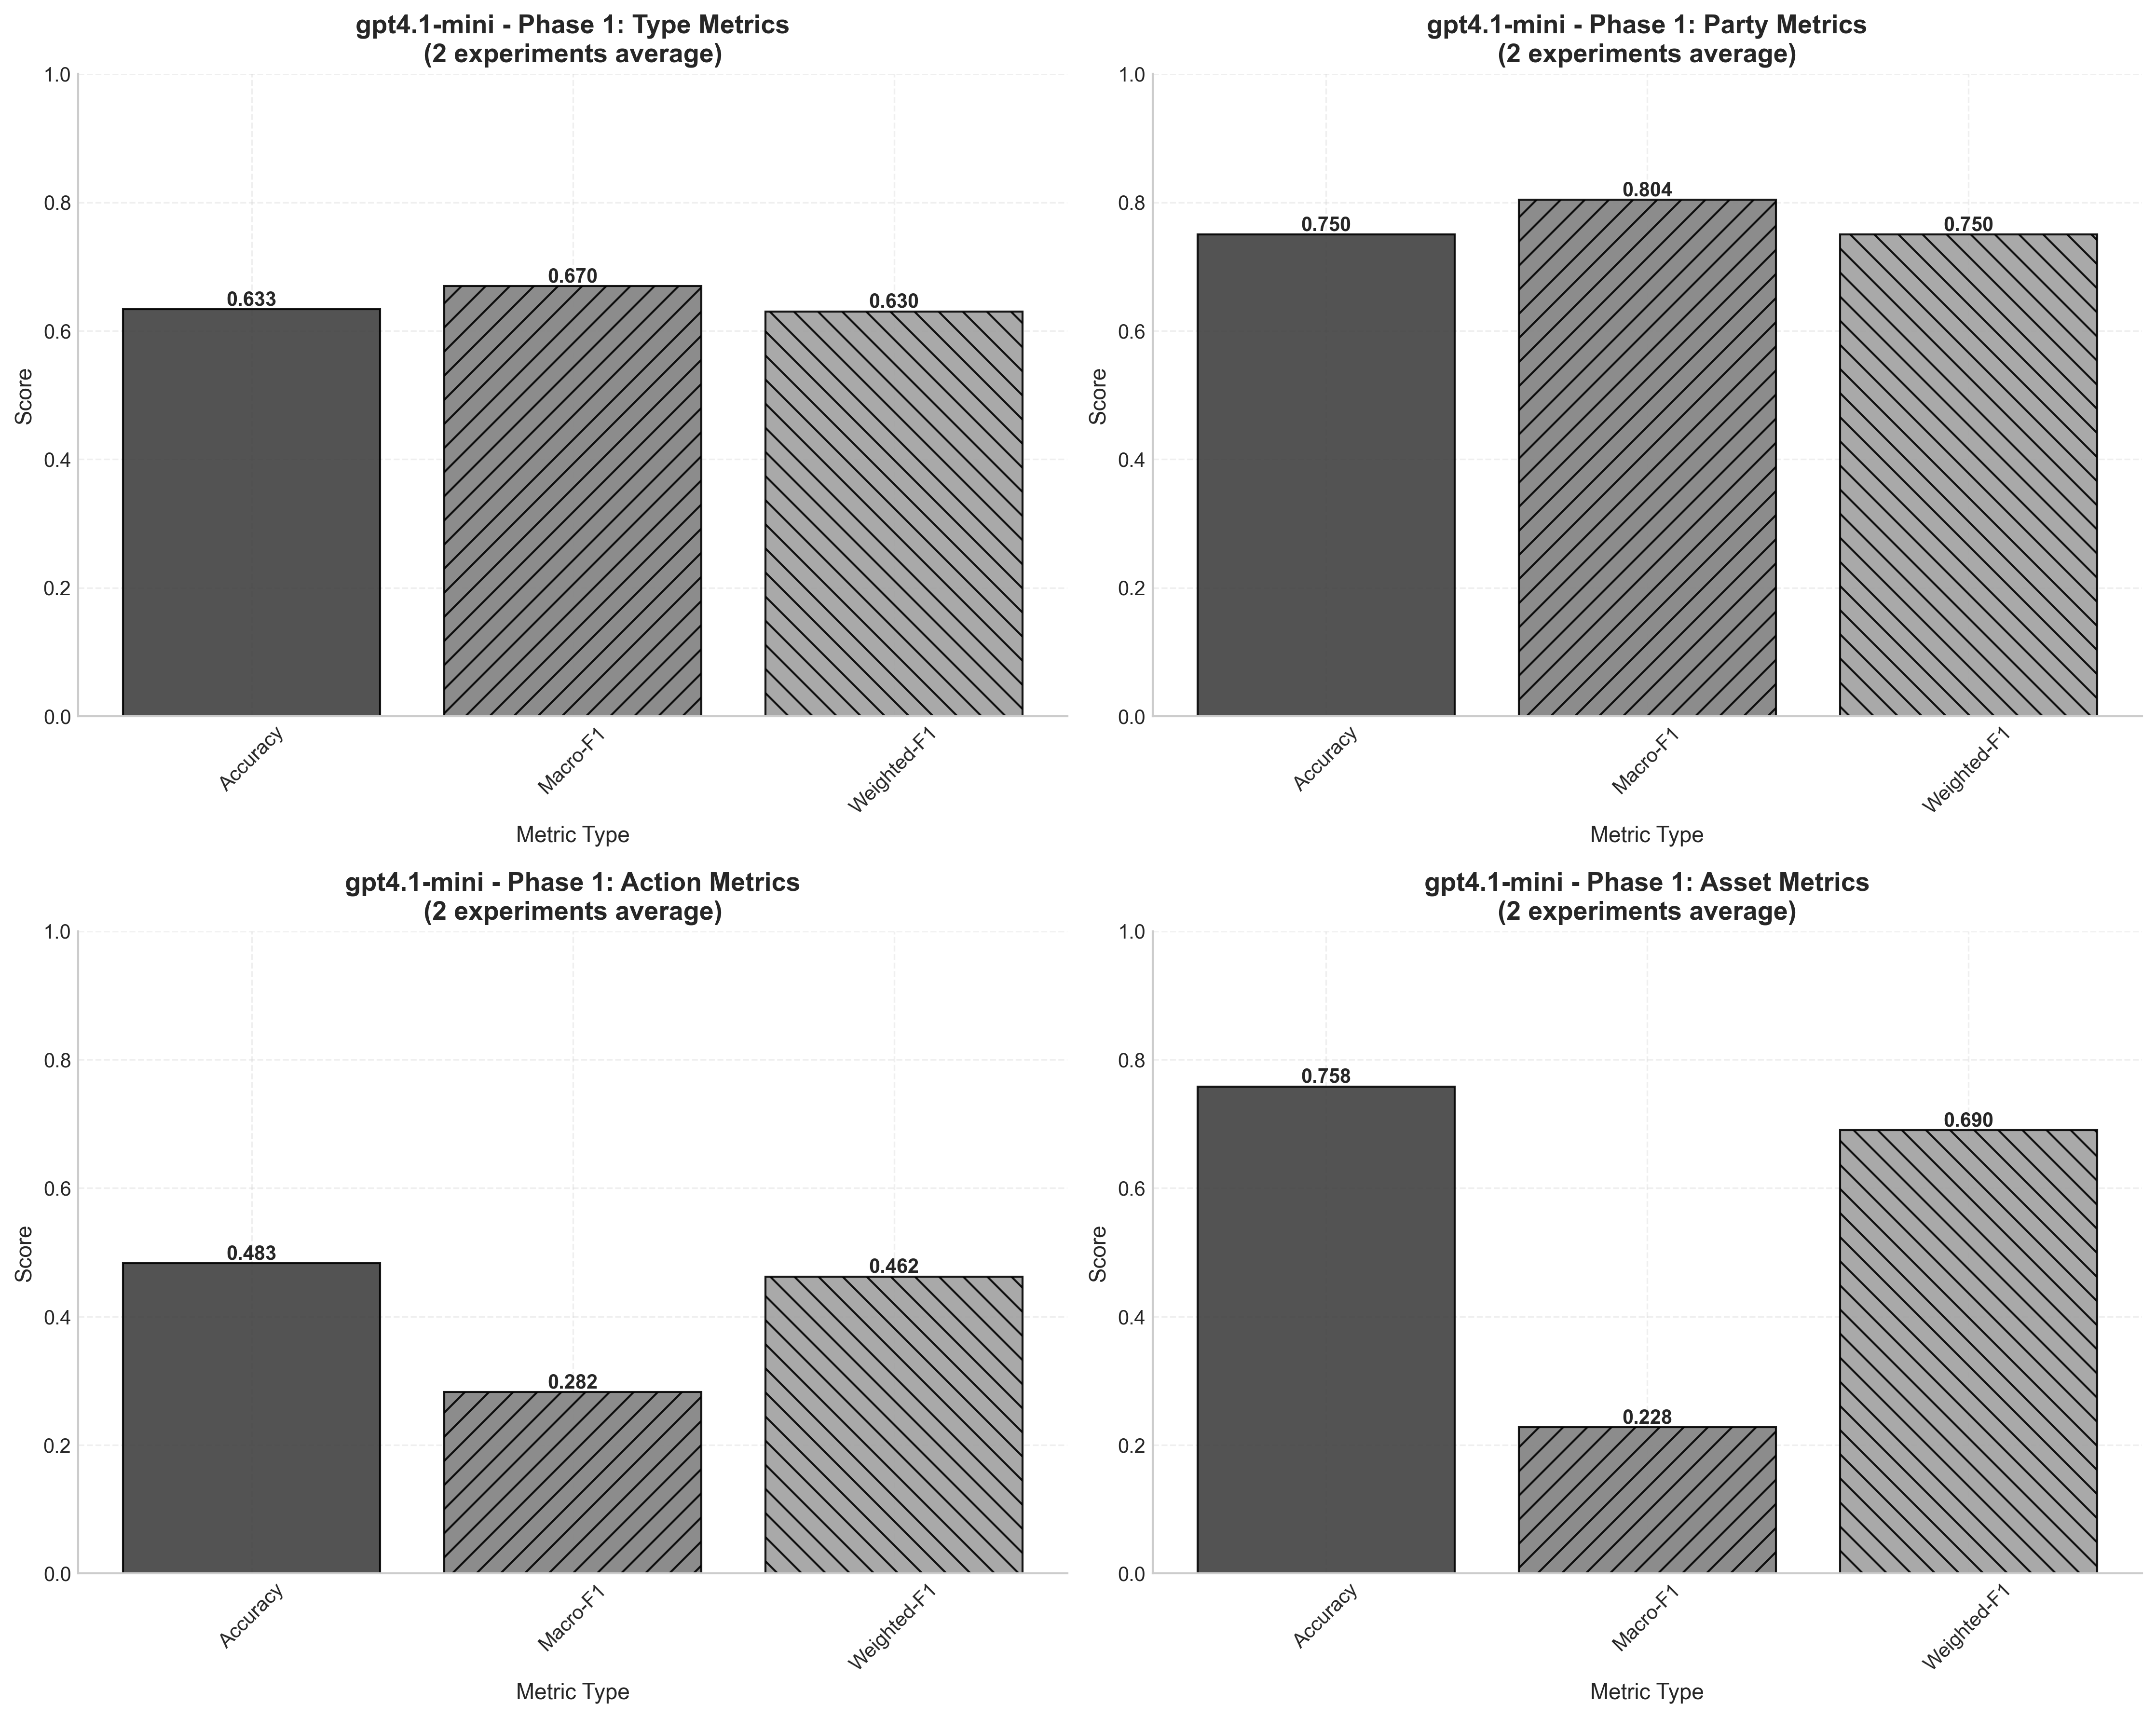 gpt4.1-mini - Phase 1: Type Metrics
(2 experiments average)
1.0
0.8
0.6
0.4
0.2
0.0
Score
0.633
0.670
0.630
Accuracy
Macro-F1
Weighted-F1
Metric Type
gpt4.1-mini - Phase 1: Party Metrics
(2 experiments average)
1.0
0.8
0.6
0.4
0.2
0.0
Score
0.750
0.804
0.750
Accuracy
Macro-F1
Weighted-F1
Metric Type
gpt4.1-mini - Phase 1: Action Metrics
(2 experiments average)
1.0
0.8
0.6
0.4
0.2
0.0
Score
0.483
0.282
0.462
Accuracy
Macro-F1
Weighted-F1
Metric Type
gpt4.1-mini - Phase 1: Asset Metrics
(2 experiments average)
1.0
0.8
0.6
0.4
0.2
0.0
Score
0.758
0.228
0.690
Accuracy
Macro-F1
Weighted-F1
Metric Type